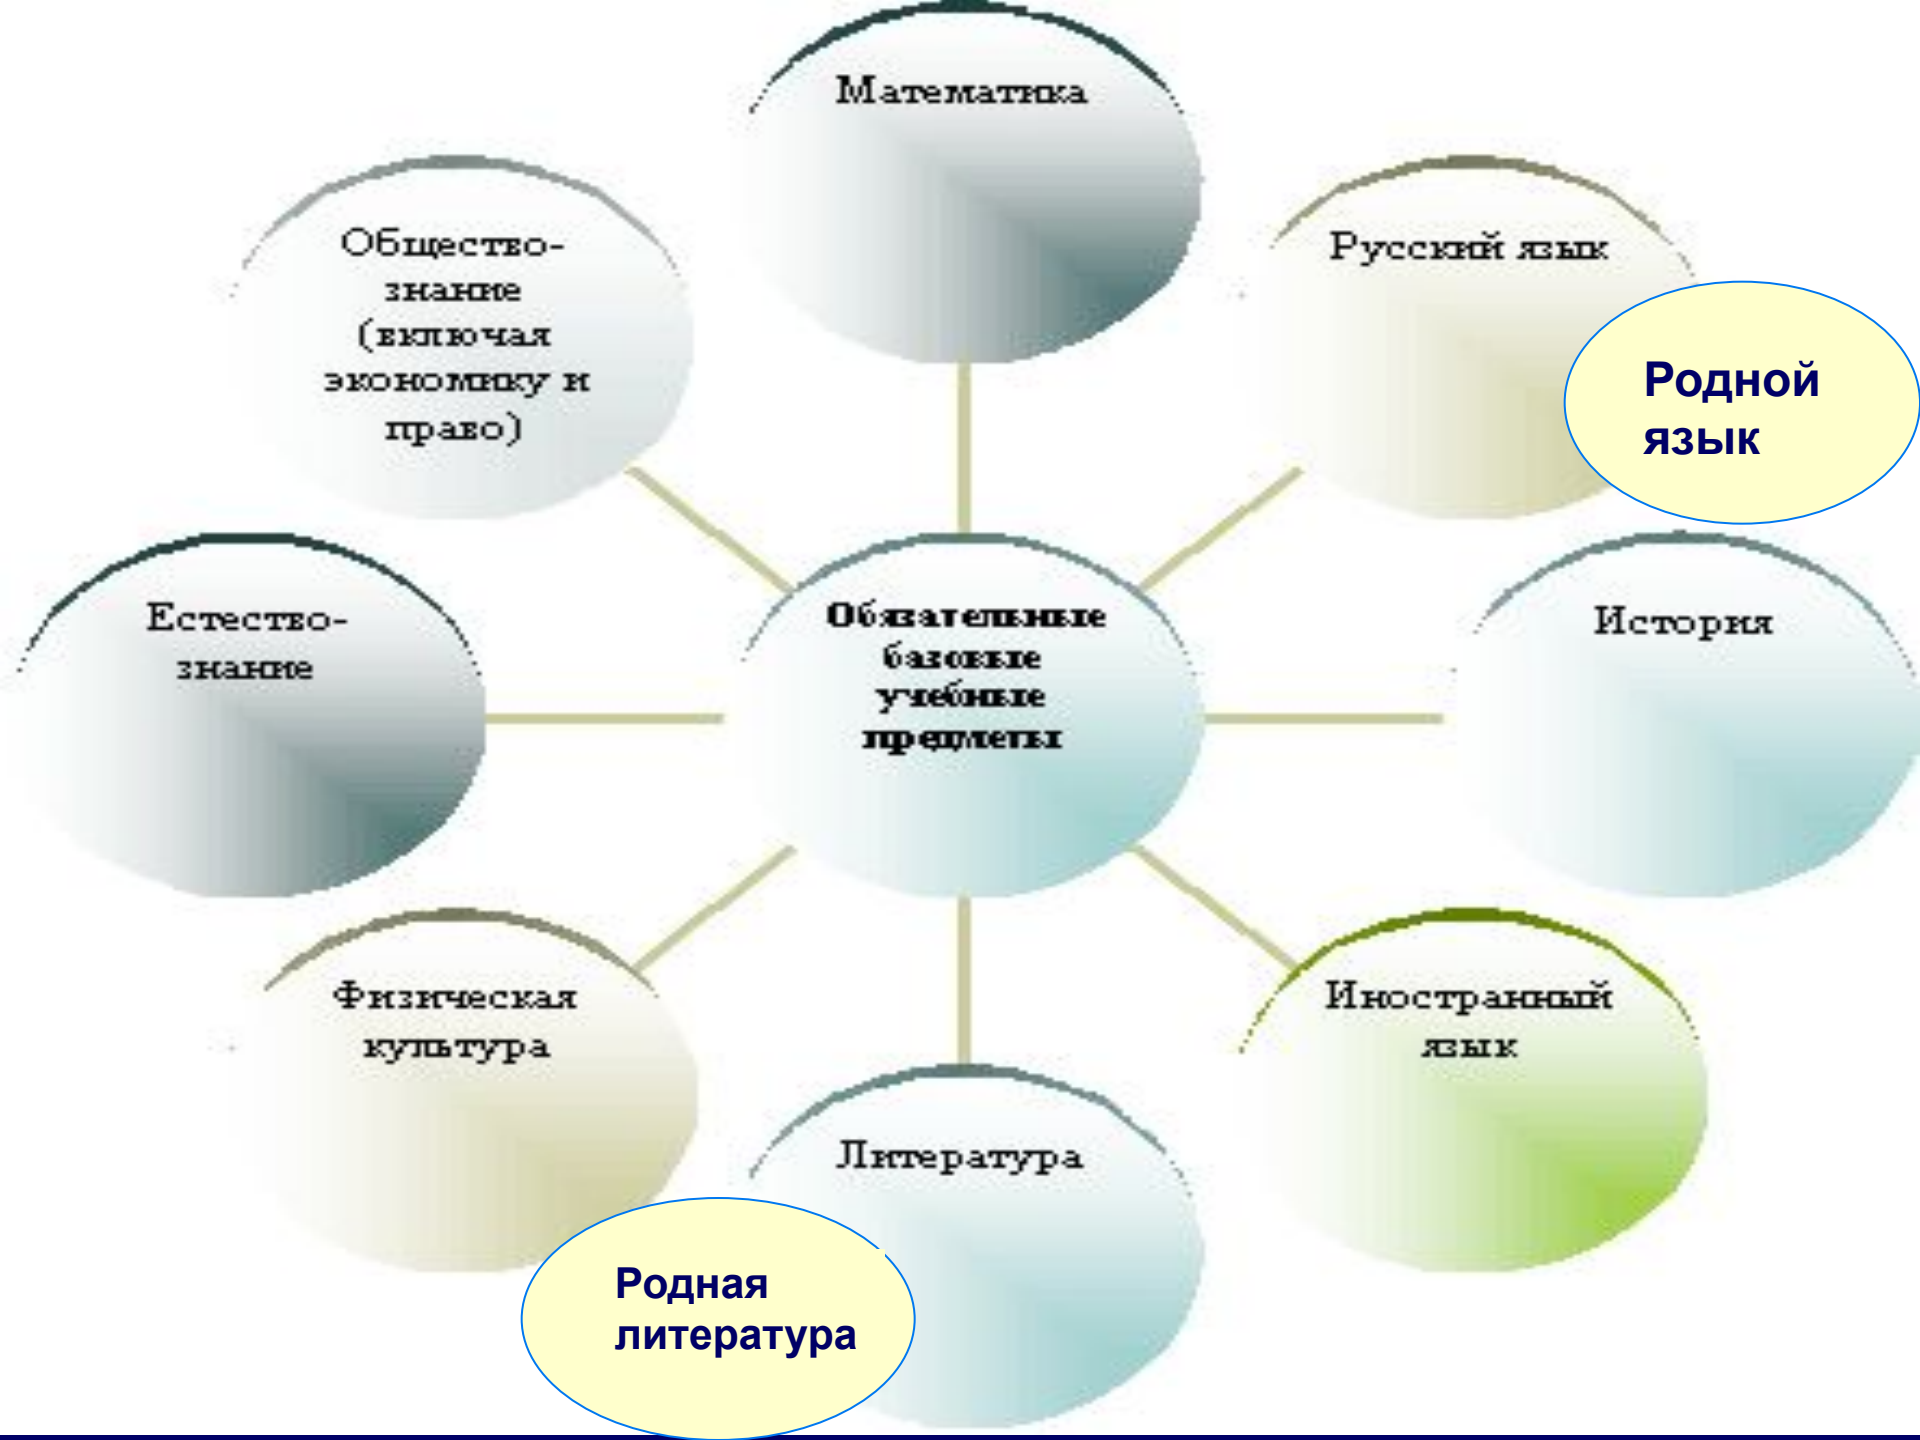 Математика
Общество-
знание
(включая
экономику и
право)
Русский язык
Родной
язык
Естество-
знание
Обязательные
базовые
учебные
предметы
История
Физическая
культура
Иностранный
язык
Литература
Родная
литература